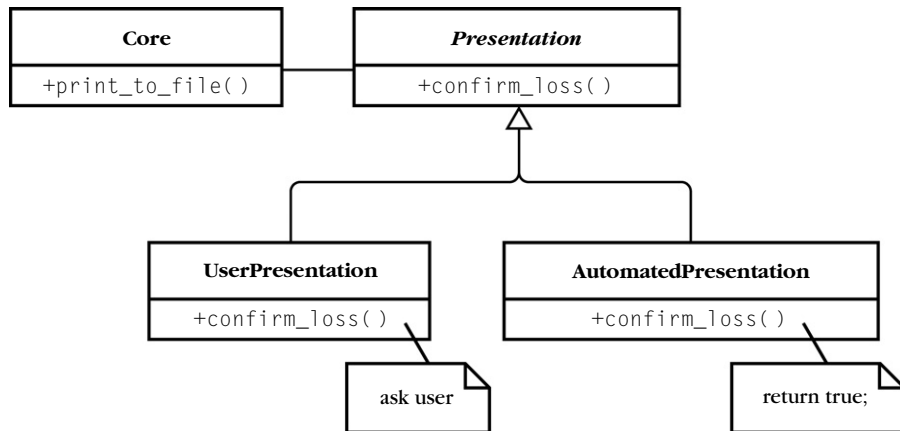 Core
Presentation
+print_to_file()
+confirm_loss()
UserPresentation
AutomatedPresentation
+confirm_loss()
+confirm_loss()
ask user
return true;